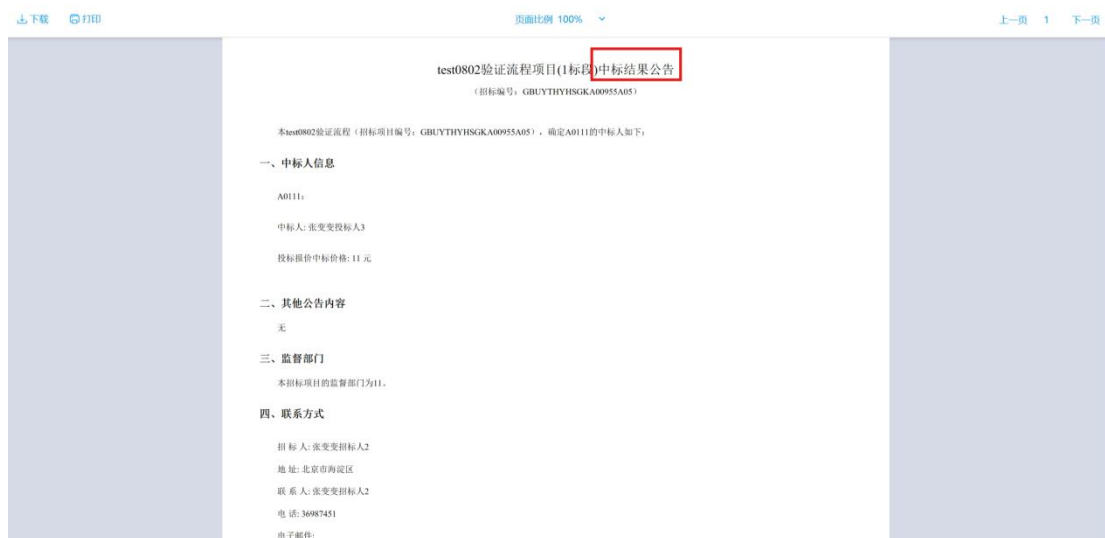 下载 打印 页面比例 100% 上一页 1 下一页
test0802验证流程项目(1标段)中标结果公告
(招标编号：GBUYTHYHSGKA00955A05)
本test0802验证流程（招标项目编号：GBUYTHYHSGKA00955A05），确定A0111的中标人如下：
一、中标人信息
A0111：
中标人: 张变变投标人3
投标报价中标价格: 11 元
二、其他公告内容
无
三、监督部门
本招标项目的监督部门为11。
四、联系方式
招 标 人: 张变变招标人2
地 址: 北京市海淀区
联 系 人: 张变变招标人2
电 话: 36987451
电子邮件: